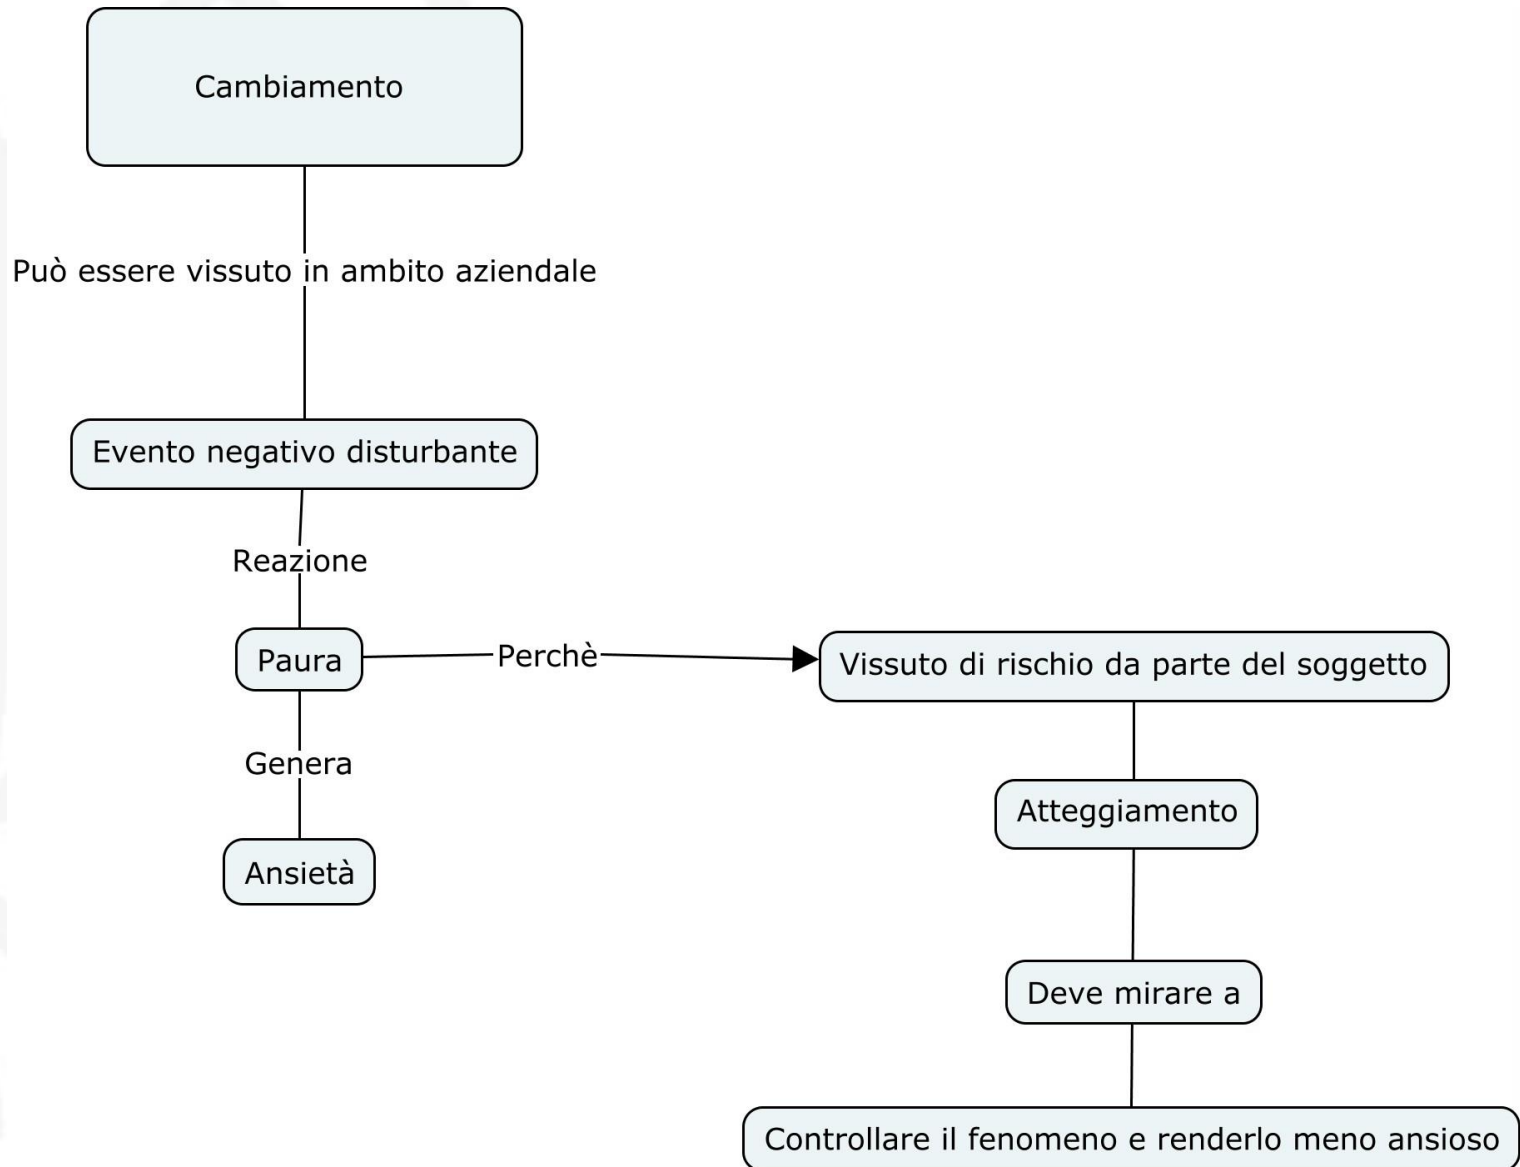 Cambiamento
Può essere vissuto in ambito aziendale
Evento negativo disturbante
Reazione
Paura
Perchè
Vissuto di rischio da parte del soggetto
Genera
Atteggiamento
Ansietà
Deve mirare a
Controllare il fenomeno e renderlo meno ansioso